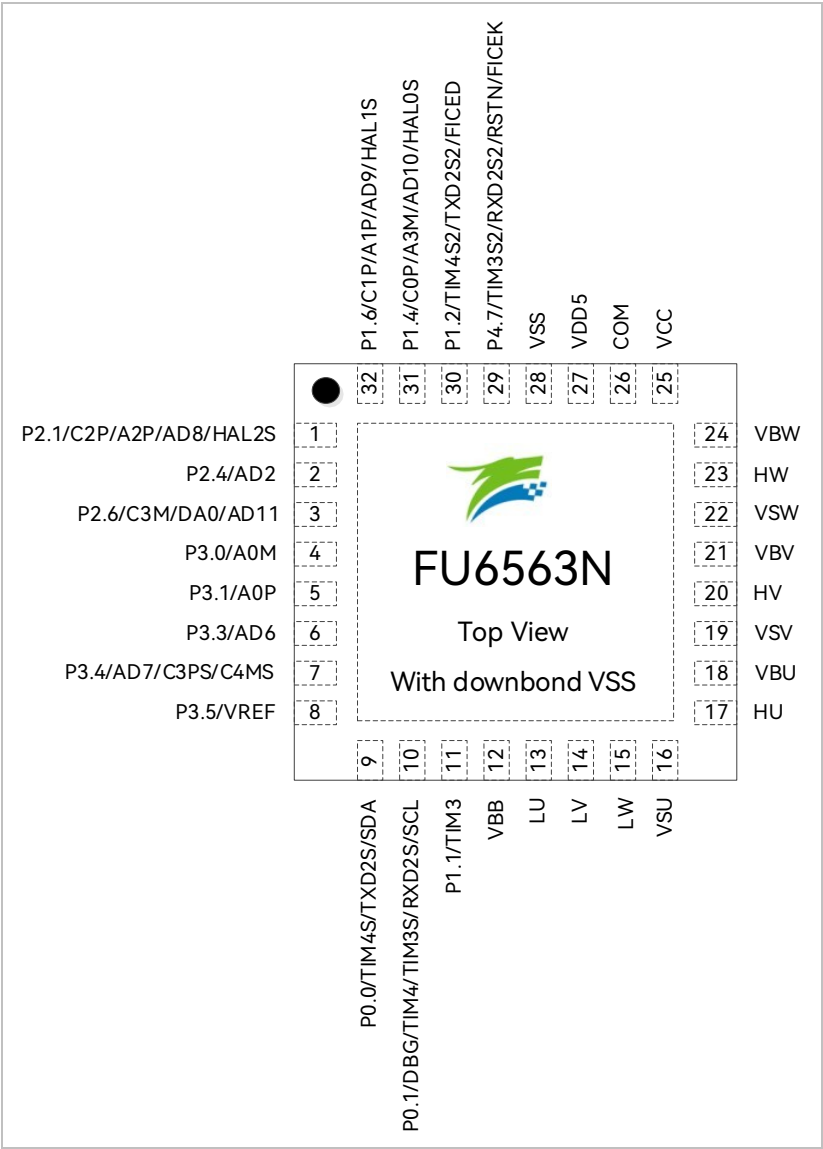 P1.6/C1P/A1P/AD9/HAL1S
P1.4/C0P/A3M/AD10/HAL0S
P1.2/TIM4S2/TXD2S2/FICED
P4.7/TIM3S2/RXD2S2/RSTN/FICEK
VSS
VDD5
COM
VCC
32 31 30 29 28 27 26 25
P2.1/C2P/A2P/AD8/HAL2S 1
P2.4/AD2 2
P2.6/C3M/DA0/AD11 3
P3.0/A0M 4
P3.1/A0P 5
P3.3/AD6 6
P3.4/AD7/C3PS/C4MS 7
P3.5/VREF 8
FU6563N
Top View
With downbond VSS
24 VBW
23 HW
22 VSW
21 VBV
20 HV
19 VSV
18 VBU
17 HU
9 10 11 12 13 14 15 16
P0.0/TIM4S/TXD2S/SDA
P0.1/DBG/TIM4/TIM3S/RXD2S/SCL
P1.1/TIM3
VBB
LU
LV
LW
VSU